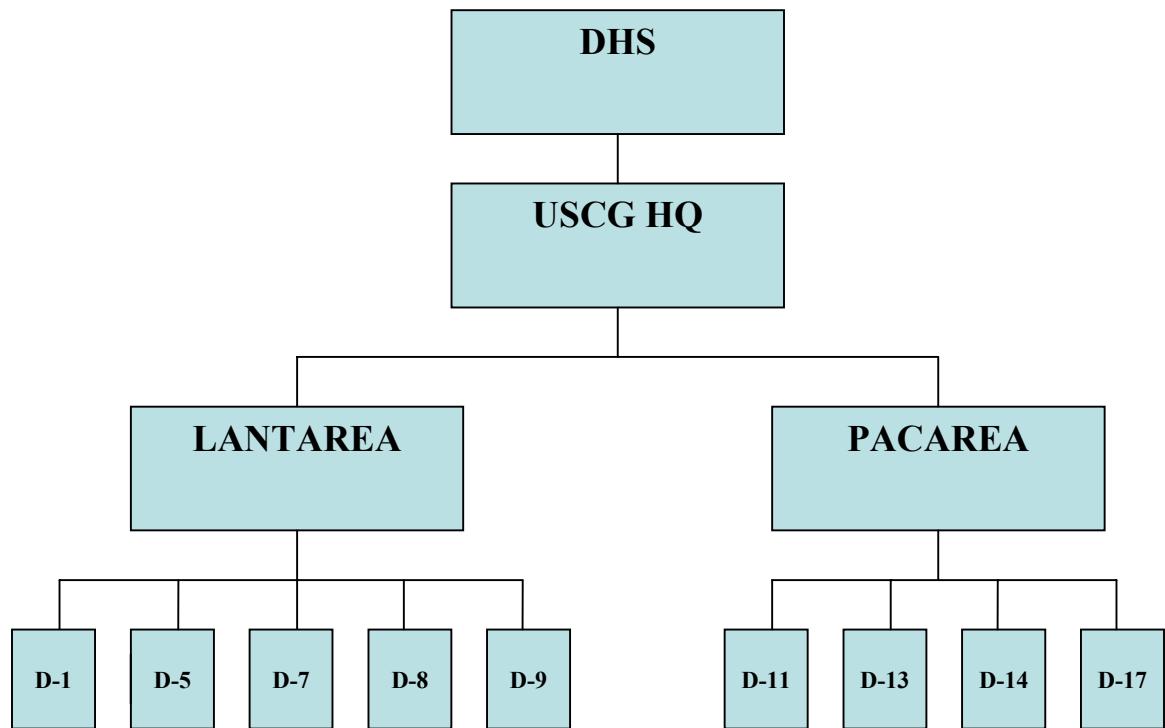 DHS
USCG HQ
LANTAREA
PACAREA
D-1
D-5
D-7
D-8
D-9
D-11
D-13
D-14
D-17